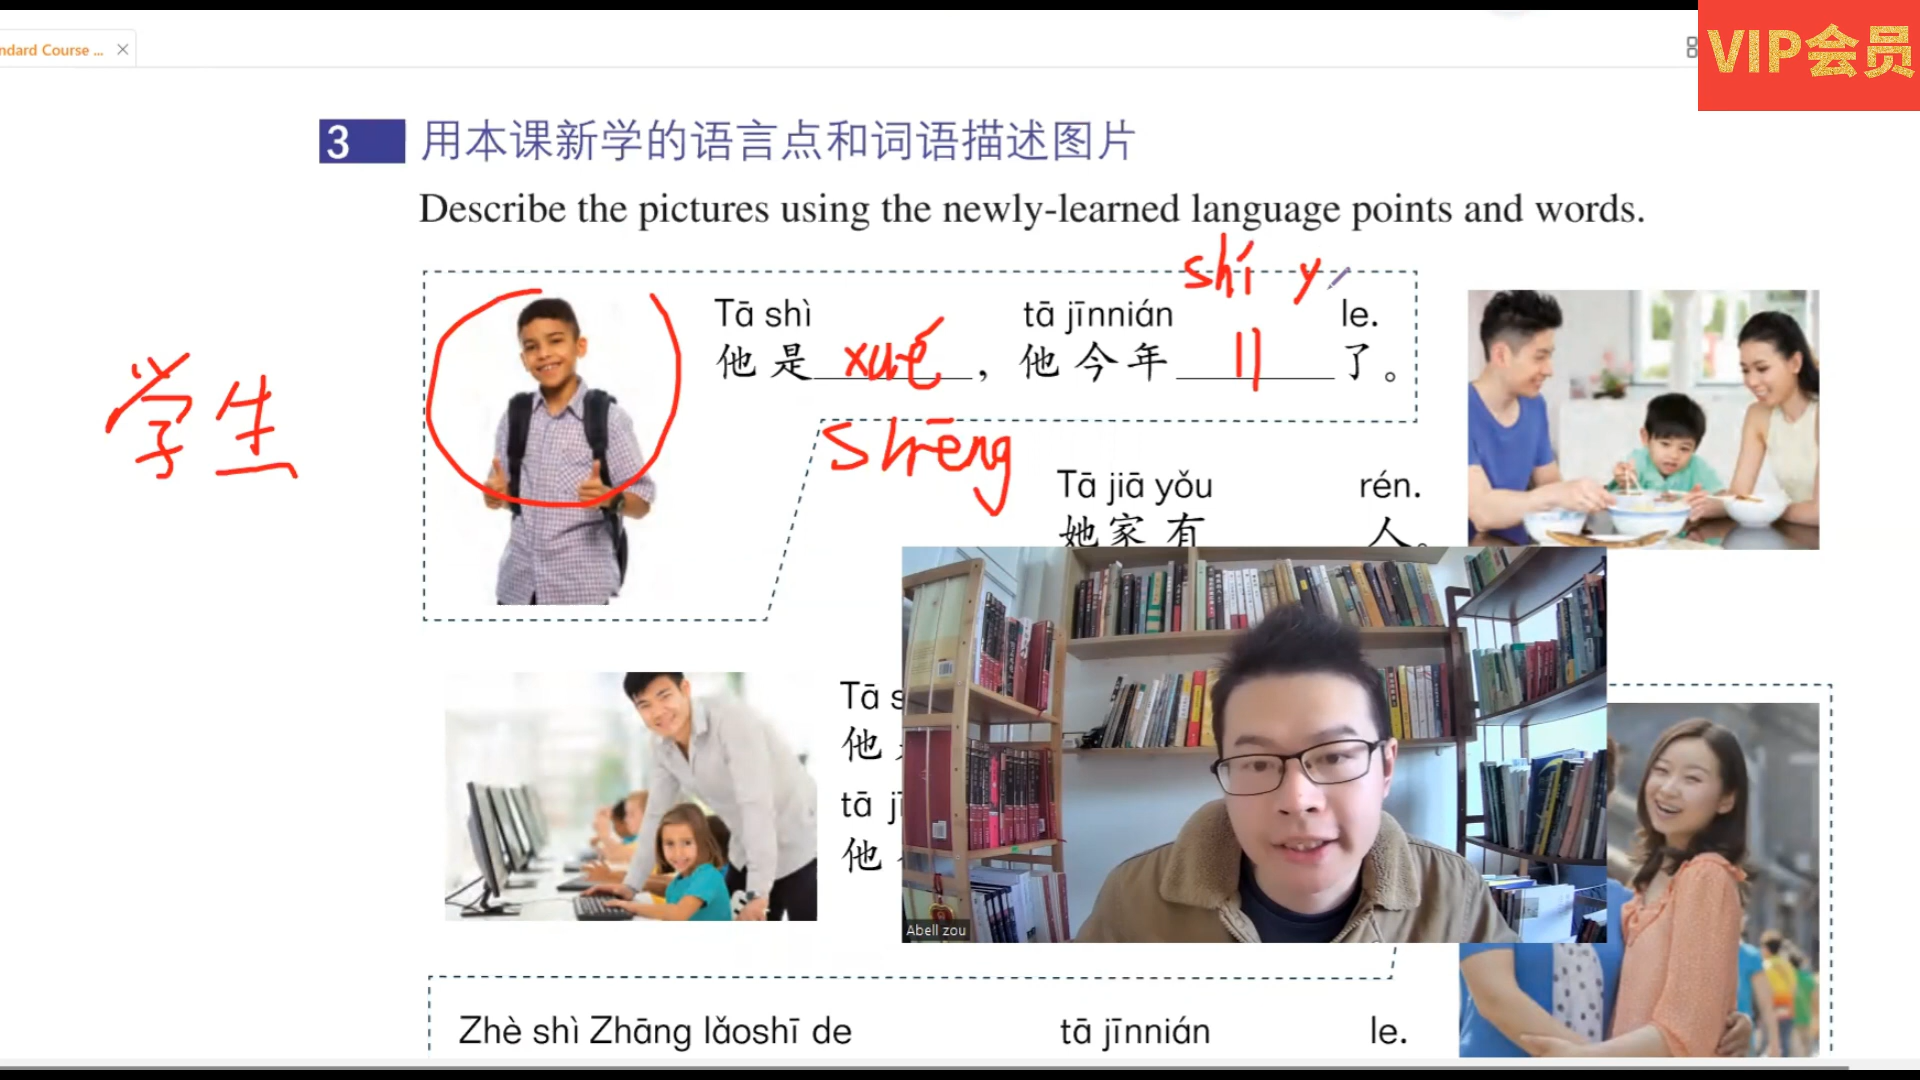 ndard Course ...
VIP会员
3 用本课新学的语言点和词语描述图片
Describe the pictures using the newly-learned language points and words.
shí y
Tā shì tā jīnnián le.
他是 xué ，他今年 11 了。
学生
shēng
Tā jiā yǒu rén.
她家有 人。
Tā s
他
tā jī
他
Abell zou
Zhè shì Zhāng lǎoshī de tā jīnnián le.